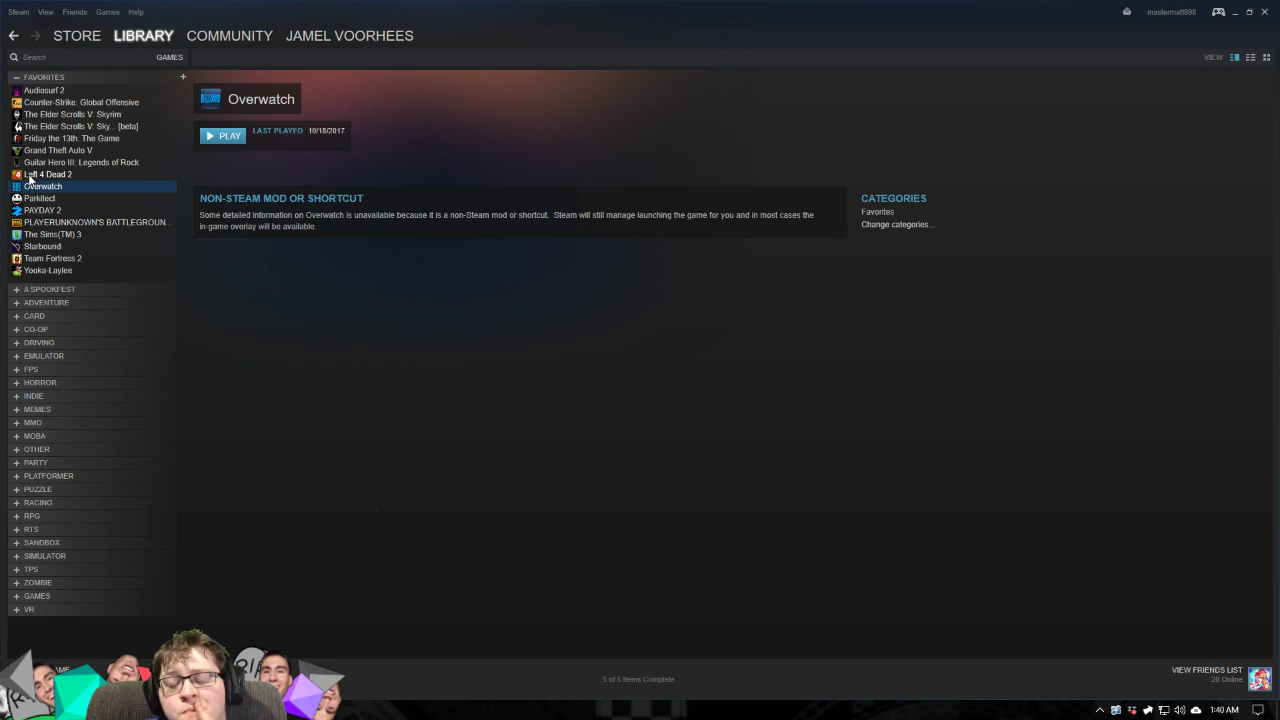 Steam View Friends Games Help
mastermatt898
STORE LIBRARY COMMUNITY JAMEL VOORHEES
Search GAMES
VIEW
FAVORITES
Audiosurf 2
Counter-Strike: Global Offensive
The Elder Scrolls V: Skyrim
The Elder Scrolls V: Sky... [beta]
Friday the 13th: The Game
Grand Theft Auto V
Guitar Hero III: Legends of Rock
Left 4 Dead 2
Overwatch
Parkitect
PAYDAY 2
PLAYERUNKNOWN'S BATTLEGROUN...
The Sims(TM) 3
Starbound
Team Fortress 2
Yooka-Laylee
A SPOOKFEST
ADVENTURE
CARD
CO-OP
DRIVING
EMULATOR
FPS
HORROR
INDIE
MEMES
MMO
MOBA
OTHER
PARTY
PLATFORMER
PUZZLE
RACING
RPG
RTS
SANDBOX
SIMULATOR
TPS
ZOMBIE
GAMES
VR
Overwatch
PLAY LAST PLAYED 10/18/2017
NON-STEAM MOD OR SHORTCUT
Some detailed information on Overwatch is unavailable because it is a non-Steam mod or shortcut. Steam will still manage launching the game for you and in most cases the
in-game overlay will be available.
CATEGORIES
Favorites
Change categories...
5 of 5 Items Complete
VIEW FRIENDS LIST
28 Online
1:40 AM